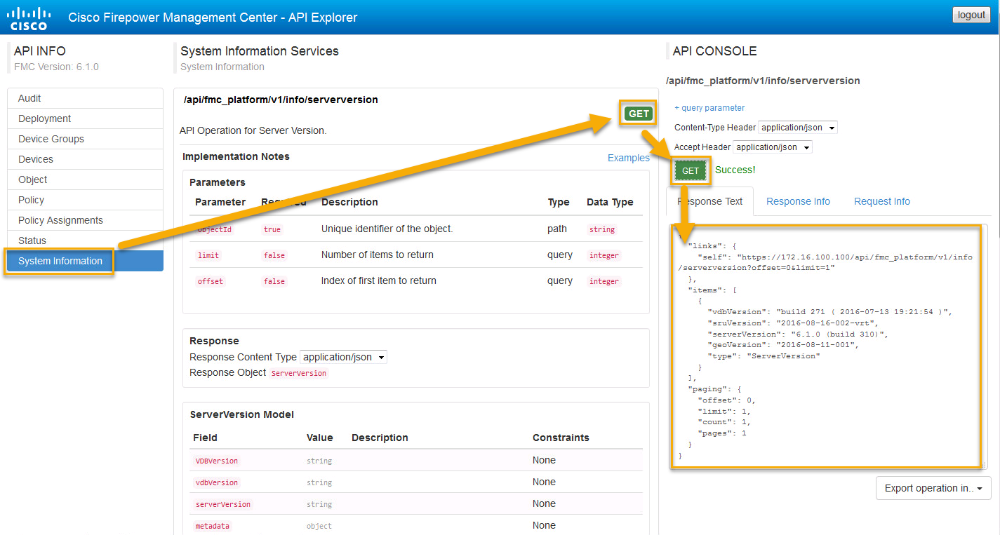 CISCO
Cisco Firepower Management Center - API Explorer
logout
API INFO
FMC Version: 6.1.0
Audit
Deployment
Device Groups
Devices
Object
Policy
Policy Assignments
Status
System Information
System Information Services
System Information
/api/fmc_platform/v1/info/serverversion
GET
API Operation for Server Version.
Implementation Notes
Examples
Parameters
Parameter Description Type Data Type
objectId true Unique identifier of the object. path string
limit false Number of items to return query integer
offset false Index of first item to return query integer
Response
Response Content Type application/json
Response Object ServerVersion
ServerVersion Model
Field Value Description Constraints
VDBVersion string None
vdbVersion string None
serverVersion string None
metadata object None
API CONSOLE
/api/fmc_platform/v1/info/serverversion
+ query parameter
Content-Type Header application/json
Accept Header application/json
GET Success!
Response Text Response Info Request Info
"links": {
"self": "https://172.16.100.100/api/fmc_platform/v1/info
/serverversion?offset=0&limit=1"
},
"items": [
{
"vdbVersion": "build 271 ( 2016-07-13 19:21:54 )",
"sruVersion": "2016-08-16-002-vrt",
"serverVersion": "6.1.0 (build 310)",
"geoVersion": "2016-08-11-001",
"type": "ServerVersion"
}
],
"paging": {
"offset": 0,
"limit": 1,
"count": 1,
"pages": 1
}
}
Export operation in..